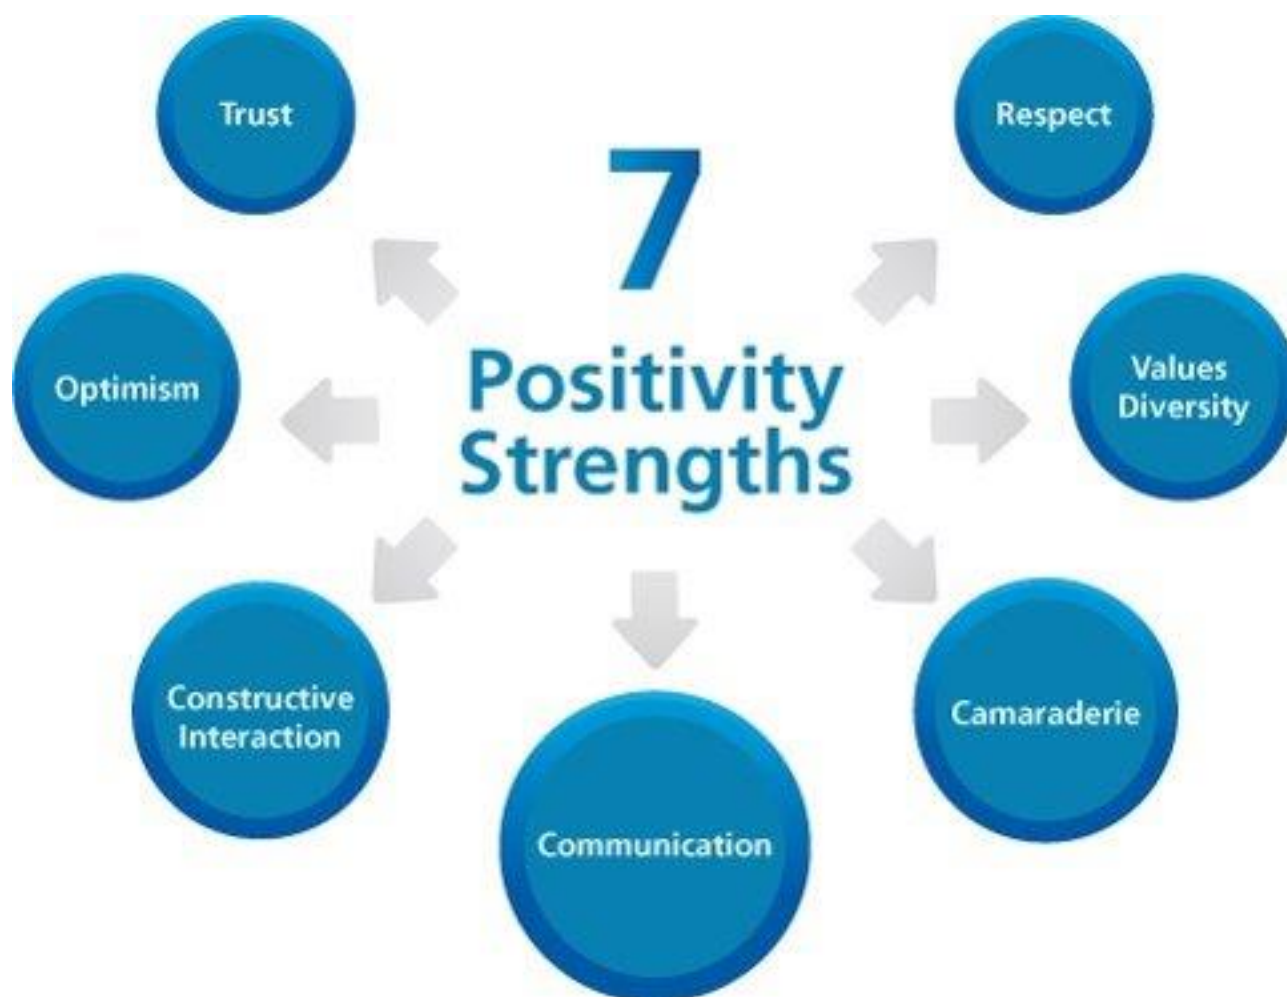 Trust
Respect
7
Positivity
Strengths
Optimism
Values
Diversity
Constructive
Interaction
Camaraderie
Communication